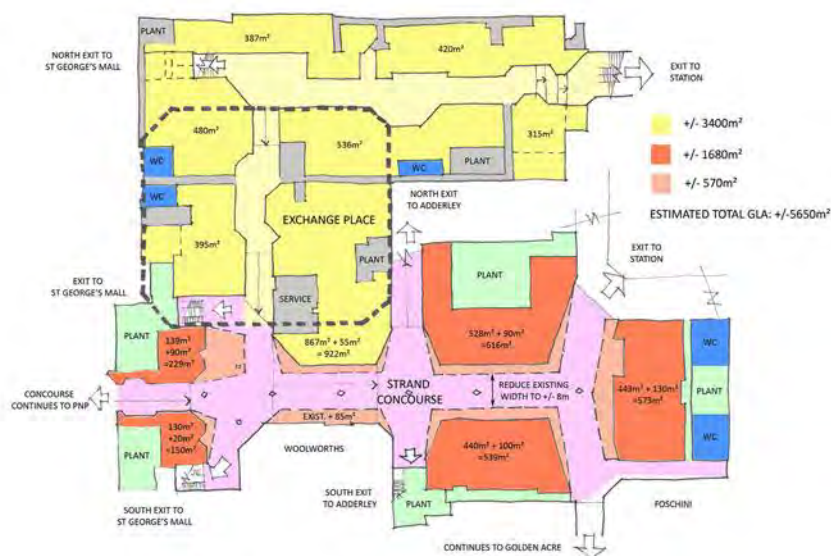 PLANT
387m²
420m²
NORTH EXIT TO
ST GEORGE'S MALL
EXIT TO
STATION
480m²
536m²
315m²
+/- 3400m²
+/- 1680m²
+/- 570m²
ESTIMATED TOTAL GLA: +/-5650m²
WC
WC
PLANT
WC
NORTH EXIT
TO ADDERLEY
EXCHANGE PLACE
395m²
PLANT
EXIT TO
STATION
EXIT TO
ST GEORGE'S MALL
SERVICE
PLANT
PLANT
139m²
+90m²
=229m²
867m² + 55m²
= 922m²
528m² + 90m²
= 616m²
WC
443m² + 130m²
= 573m²
PLANT
CONCOURSE
CONTINUES TO PNP
STRAND
CONCOURSE
REDUCE EXISTING
WIDTH TO +/- 8m
EXIST. + 85m²
130m²
+20m²
=150m²
WOOLWORTHS
440m² + 100m²
=539m²
WC
PLANT
SOUTH EXIT TO
ST GEORGE'S MALL
SOUTH EXIT
TO ADDERLEY
PLANT
FOSCHINI
CONTINUES TO GOLDEN ACRE